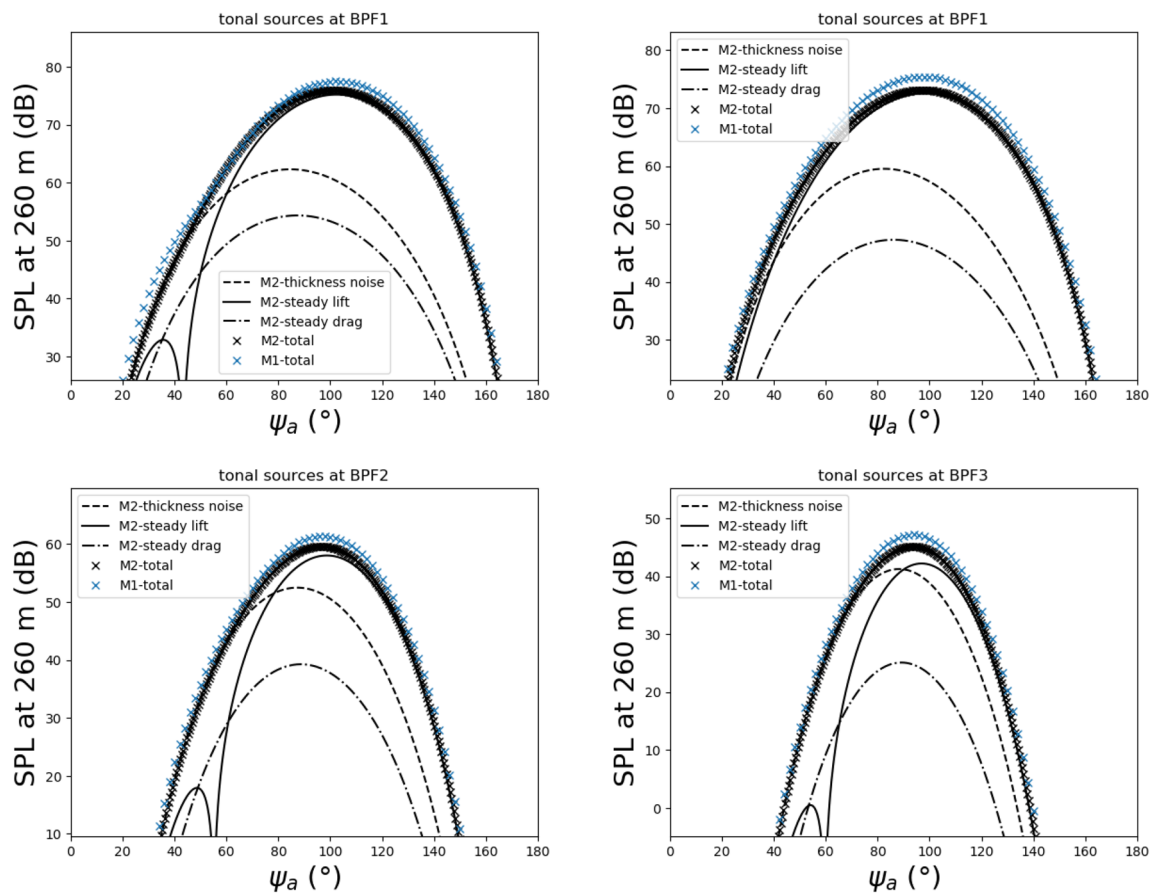 tonal sources at BPF1
SPL at 260 m (dB)
80
70
60
50
40
30
M2-thickness noise
M2-steady lift
M2-steady drag
M2-total
M1-total
0 20 40 60 80 100 120 140 160 180
ψa (°)
tonal sources at BPF1
SPL at 260 m (dB)
80
70
60
50
40
30
M2-thickness noise
M2-steady lift
M2-steady drag
M2-total
M1-total
0 20 40 60 80 100 120 140 160 180
ψa (°)
tonal sources at BPF2
SPL at 260 m (dB)
60
50
40
30
20
10
M2-thickness noise
M2-steady lift
M2-steady drag
M2-total
M1-total
0 20 40 60 80 100 120 140 160 180
ψa (°)
tonal sources at BPF3
SPL at 260 m (dB)
50
40
30
20
10
0
M2-thickness noise
M2-steady lift
M2-steady drag
M2-total
M1-total
0 20 40 60 80 100 120 140 160 180
ψa (°)